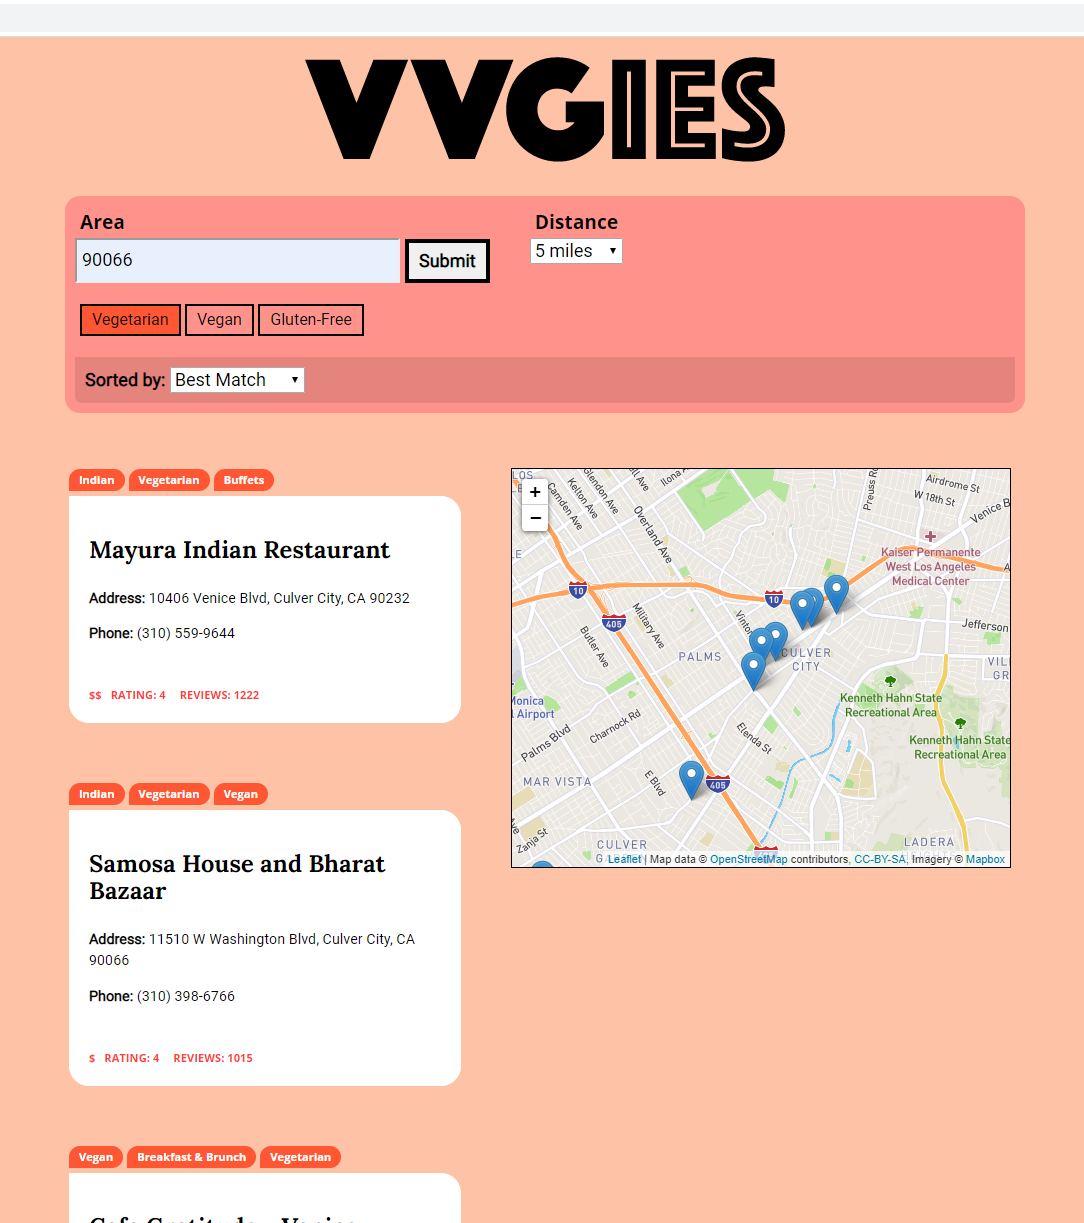 VVGIES
Area
Distance
90066
Submit
5 miles
Vegetarian
Vegan
Gluten-Free
Sorted by: Best Match
Indian
Vegetarian
Buffets
Mayura Indian Restaurant
Address: 10406 Venice Blvd, Culver City, CA 90232
Phone: (310) 559-9644
$$ RATING: 4 REVIEWS: 1222
Indian
Vegetarian
Vegan
Samosa House and Bharat
Bazaar
Address: 11510 W Washington Blvd, Culver City, CA
90066
Phone: (310) 398-6766
$ RATING: 4 REVIEWS: 1015
Vegan
Breakfast & Brunch
Vegetarian
+
−
LOS
Camden Ave
Kelton Ave
Glendon Ave
Overland Ave
Preuss Rd
Airdrome St
W 18th St
Venice B
Kaiser Permanente
West Los Angeles
Medical Center
10
10
405
Military Ave
Butler Ave
PALMS
CULVER
CITY
Jefferson
Kenneth Hahn State
Recreational Area
Kenneth Hahn State
Recreational Area
Monica
Airport
Palms Blvd
Charnock Rd
Elenda St
MAR VISTA
E Blvd
405
Zanja St
CULVER
LADERA
Leaflet | Map data © OpenStreetMap contributors, CC-BY-SA, Imagery © Mapbox